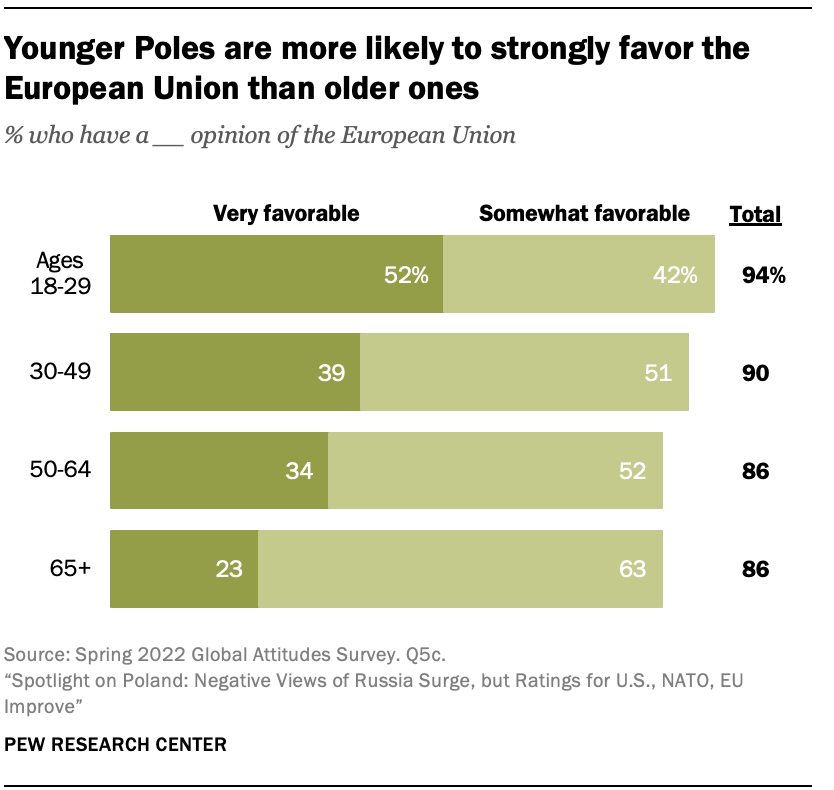 Younger Poles are more likely to strongly favor the
European Union than older ones
% who have a __ opinion of the European Union
Very favorable Somewhat favorable Total
Ages
18-29 52% 42% 94%
30-49 39 51 90
50-64 34 52 86
65+ 23 63 86
Source: Spring 2022 Global Attitudes Survey. Q5c.
“Spotlight on Poland: Negative Views of Russia Surge, but Ratings for U.S., NATO, EU
Improve”
PEW RESEARCH CENTER